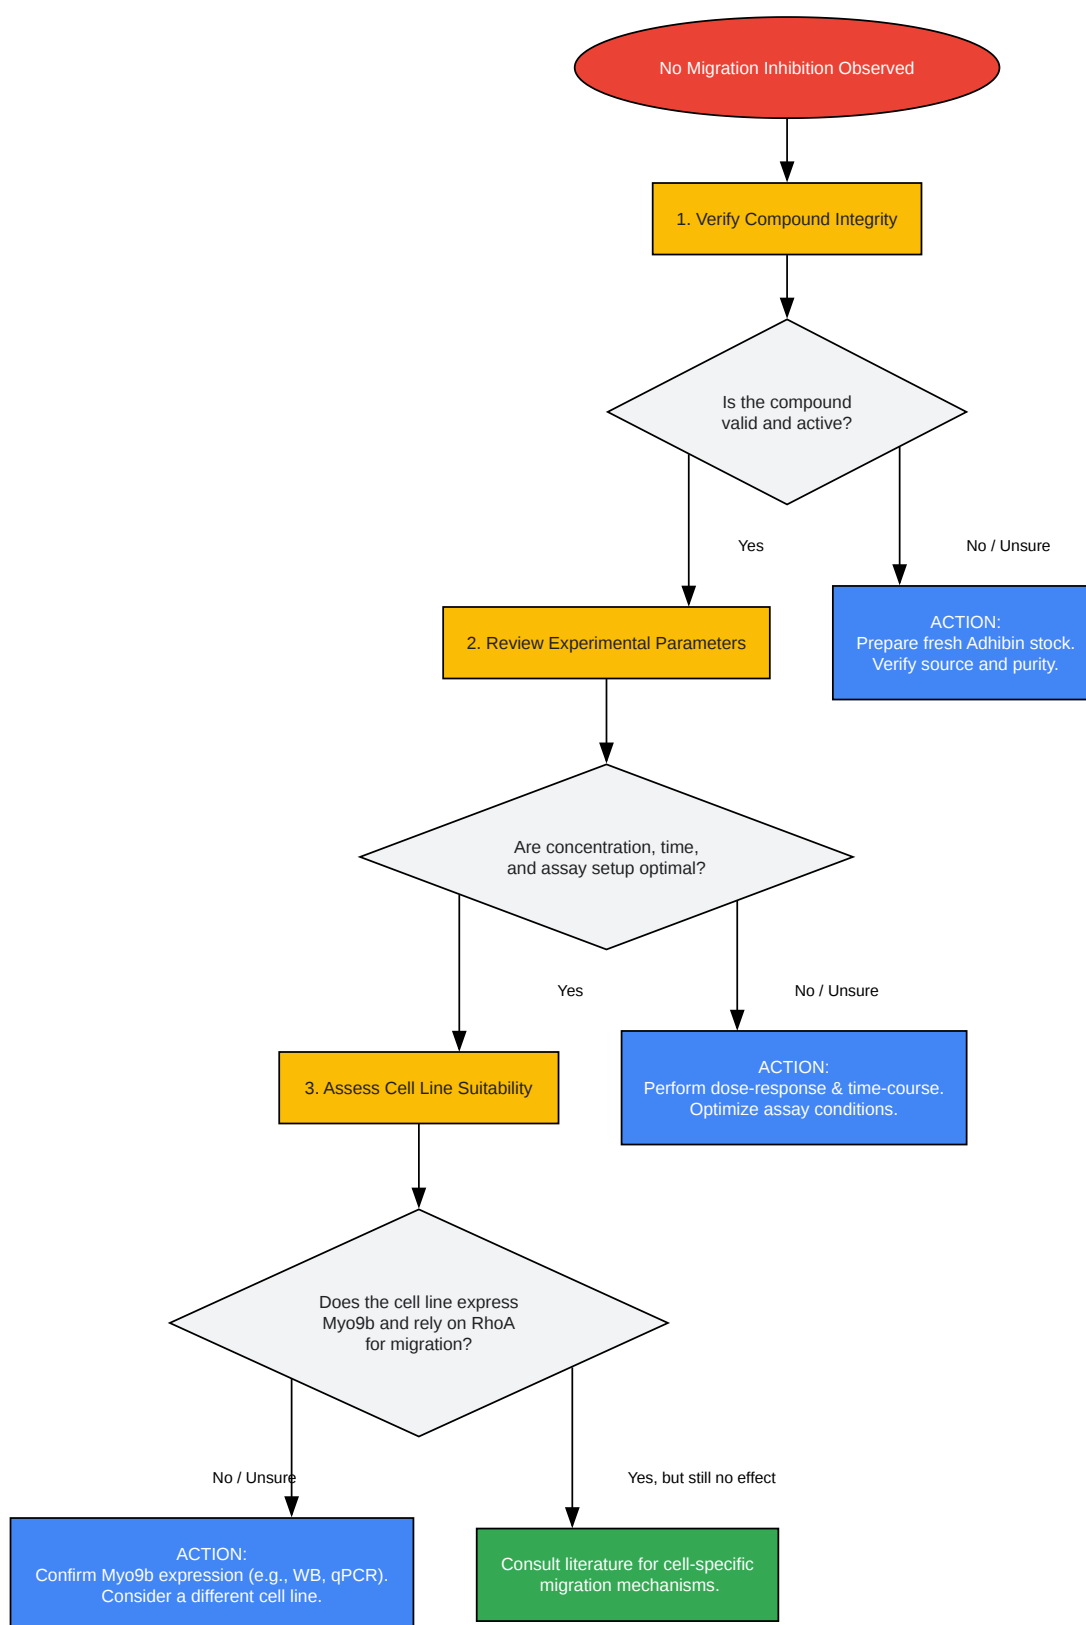 No Migration Inhibition Observed
1. Verify Compound Integrity
Is the compound
valid and active?
Yes
No / Unsure
2. Review Experimental Parameters
ACTION:
Prepare fresh Adhibin stock.
Verify source and purity.
Are concentration, time,
and assay setup optimal?
Yes
No / Unsure
3. Assess Cell Line Suitability
ACTION:
Perform dose-response & time-course.
Optimize assay conditions.
Does the cell line express
Myo9b and rely on RhoA
for migration?
No / Unsure
Yes, but still no effect
ACTION:
Confirm Myo9b expression (e.g., WB, qPCR).
Consider a different cell line.
Consult literature for cell-specific
migration mechanisms.